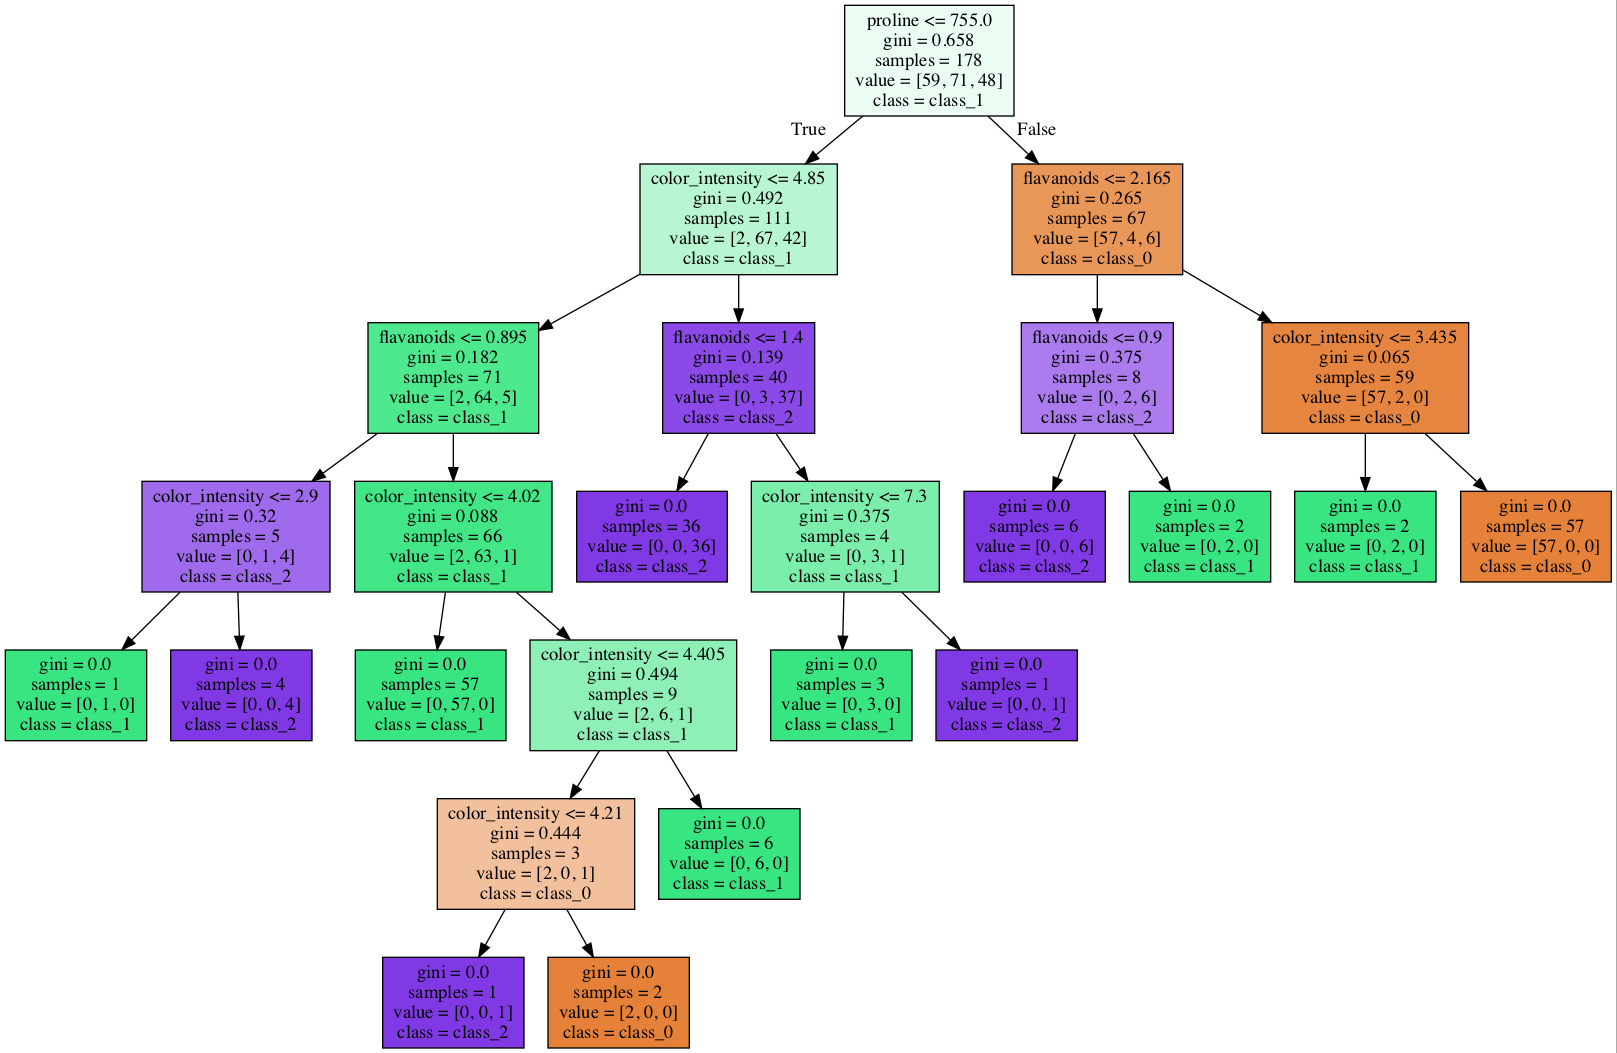 proline <= 755.0
gini = 0.658
samples = 178
value = [59, 71, 48]
class = class_1
True
False
color_intensity <= 4.85
gini = 0.492
samples = 111
value = [2, 67, 42]
class = class_1
flavanoids <= 2.165
gini = 0.265
samples = 67
value = [57, 4, 6]
class = class_0
flavanoids <= 0.895
gini = 0.182
samples = 71
value = [2, 64, 5]
class = class_1
flavanoids <= 1.4
gini = 0.139
samples = 40
value = [0, 3, 37]
class = class_2
flavanoids <= 0.9
gini = 0.375
samples = 8
value = [0, 2, 6]
class = class_2
color_intensity <= 3.435
gini = 0.065
samples = 59
value = [57, 2, 0]
class = class_0
color_intensity <= 2.9
gini = 0.32
samples = 5
value = [0, 1, 4]
class = class_2
color_intensity <= 4.02
gini = 0.088
samples = 66
value = [2, 63, 1]
class = class_1
gini = 0.0
samples = 36
value = [0, 0, 36]
class = class_2
color_intensity <= 7.3
gini = 0.375
samples = 4
value = [0, 3, 1]
class = class_1
gini = 0.0
samples = 6
value = [0, 0, 6]
class = class_2
gini = 0.0
samples = 2
value = [0, 2, 0]
class = class_1
gini = 0.0
samples = 2
value = [0, 2, 0]
class = class_1
gini = 0.0
samples = 57
value = [57, 0, 0]
class = class_0
gini = 0.0
samples = 1
value = [0, 1, 0]
class = class_1
gini = 0.0
samples = 4
value = [0, 0, 4]
class = class_2
gini = 0.0
samples = 57
value = [0, 57, 0]
class = class_1
color_intensity <= 4.405
gini = 0.494
samples = 9
value = [2, 6, 1]
class = class_1
gini = 0.0
samples = 3
value = [0, 3, 0]
class = class_1
gini = 0.0
samples = 1
value = [0, 0, 1]
class = class_2
color_intensity <= 4.21
gini = 0.444
samples = 3
value = [2, 0, 1]
class = class_0
gini = 0.0
samples = 6
value = [0, 6, 0]
class = class_1
gini = 0.0
samples = 1
value = [0, 0, 1]
class = class_2
gini = 0.0
samples = 2
value = [2, 0, 0]
class = class_0